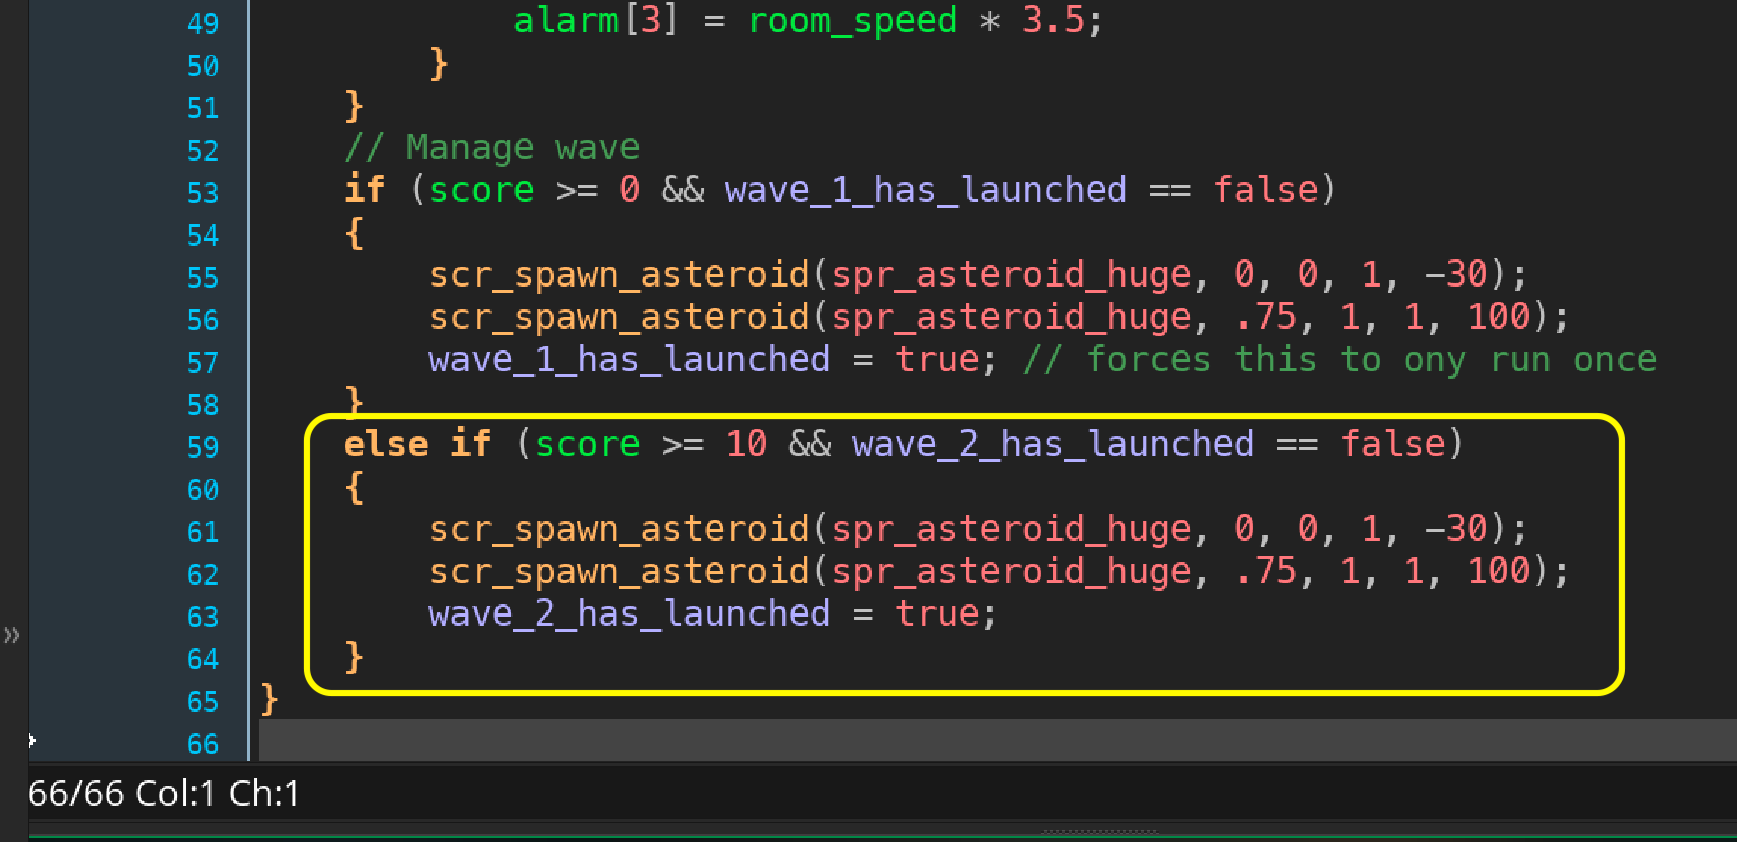 49 alarm[3] = room_speed * 3.5;
50 }
51 }
52 // Manage wave
53 if (score >= 0 && wave_1_has_launched == false)
54 {
55 scr_spawn_asteroid(spr_asteroid_huge, 0, 0, 1, -30);
56 scr_spawn_asteroid(spr_asteroid_huge, .75, 1, 1, 100);
57 wave_1_has_launched = true; // forces this to ony run once
58 }
59 else if (score >= 10 && wave_2_has_launched == false)
60 {
61 scr_spawn_asteroid(spr_asteroid_huge, 0, 0, 1, -30);
62 scr_spawn_asteroid(spr_asteroid_huge, .75, 1, 1, 100);
63 wave_2_has_launched = true;
64 }
65 }
66
»
66/66 Col:1 Ch:1